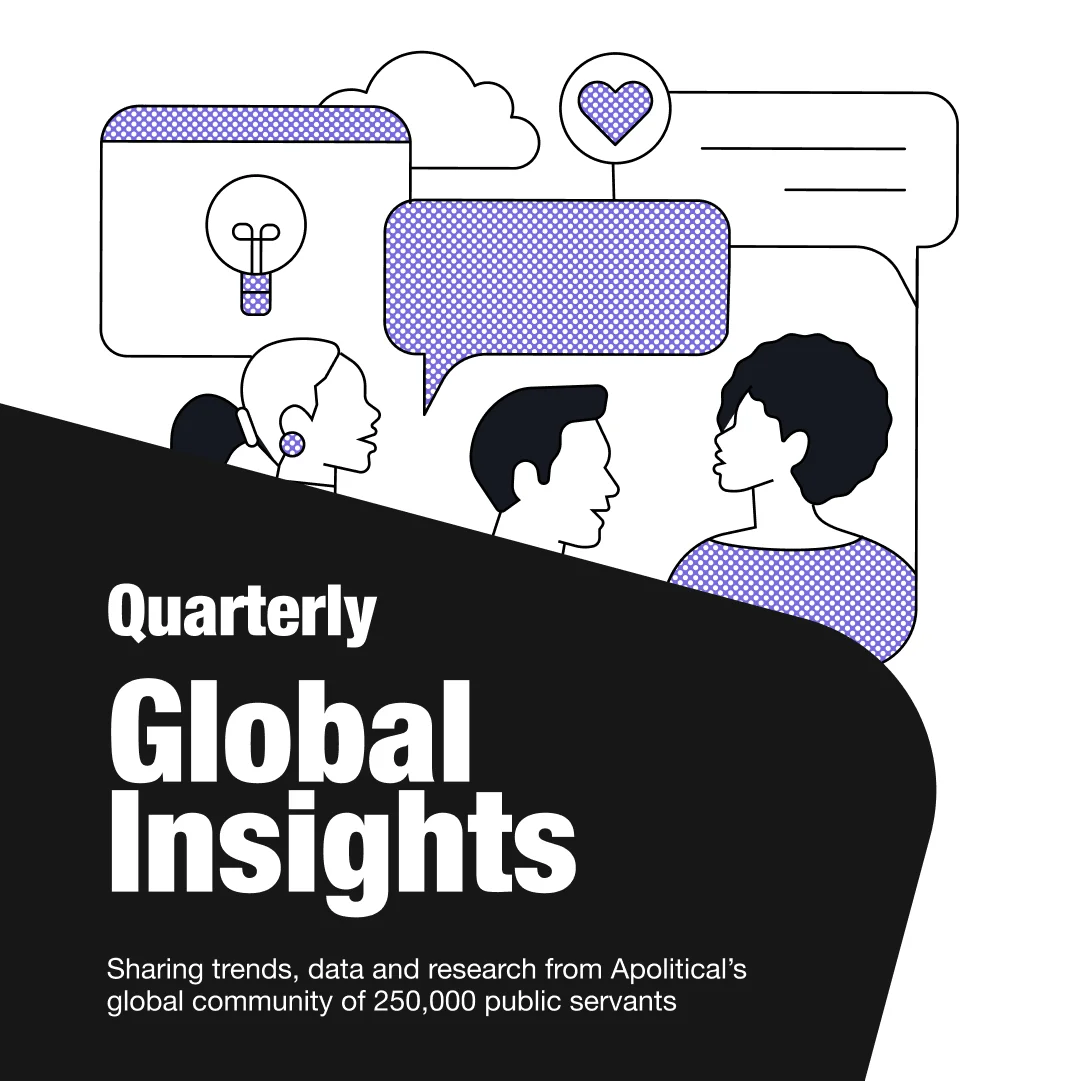 Quarterly
Global
Insights
Sharing trends, data and research from Apolitical’s
global community of 250,000 public servants